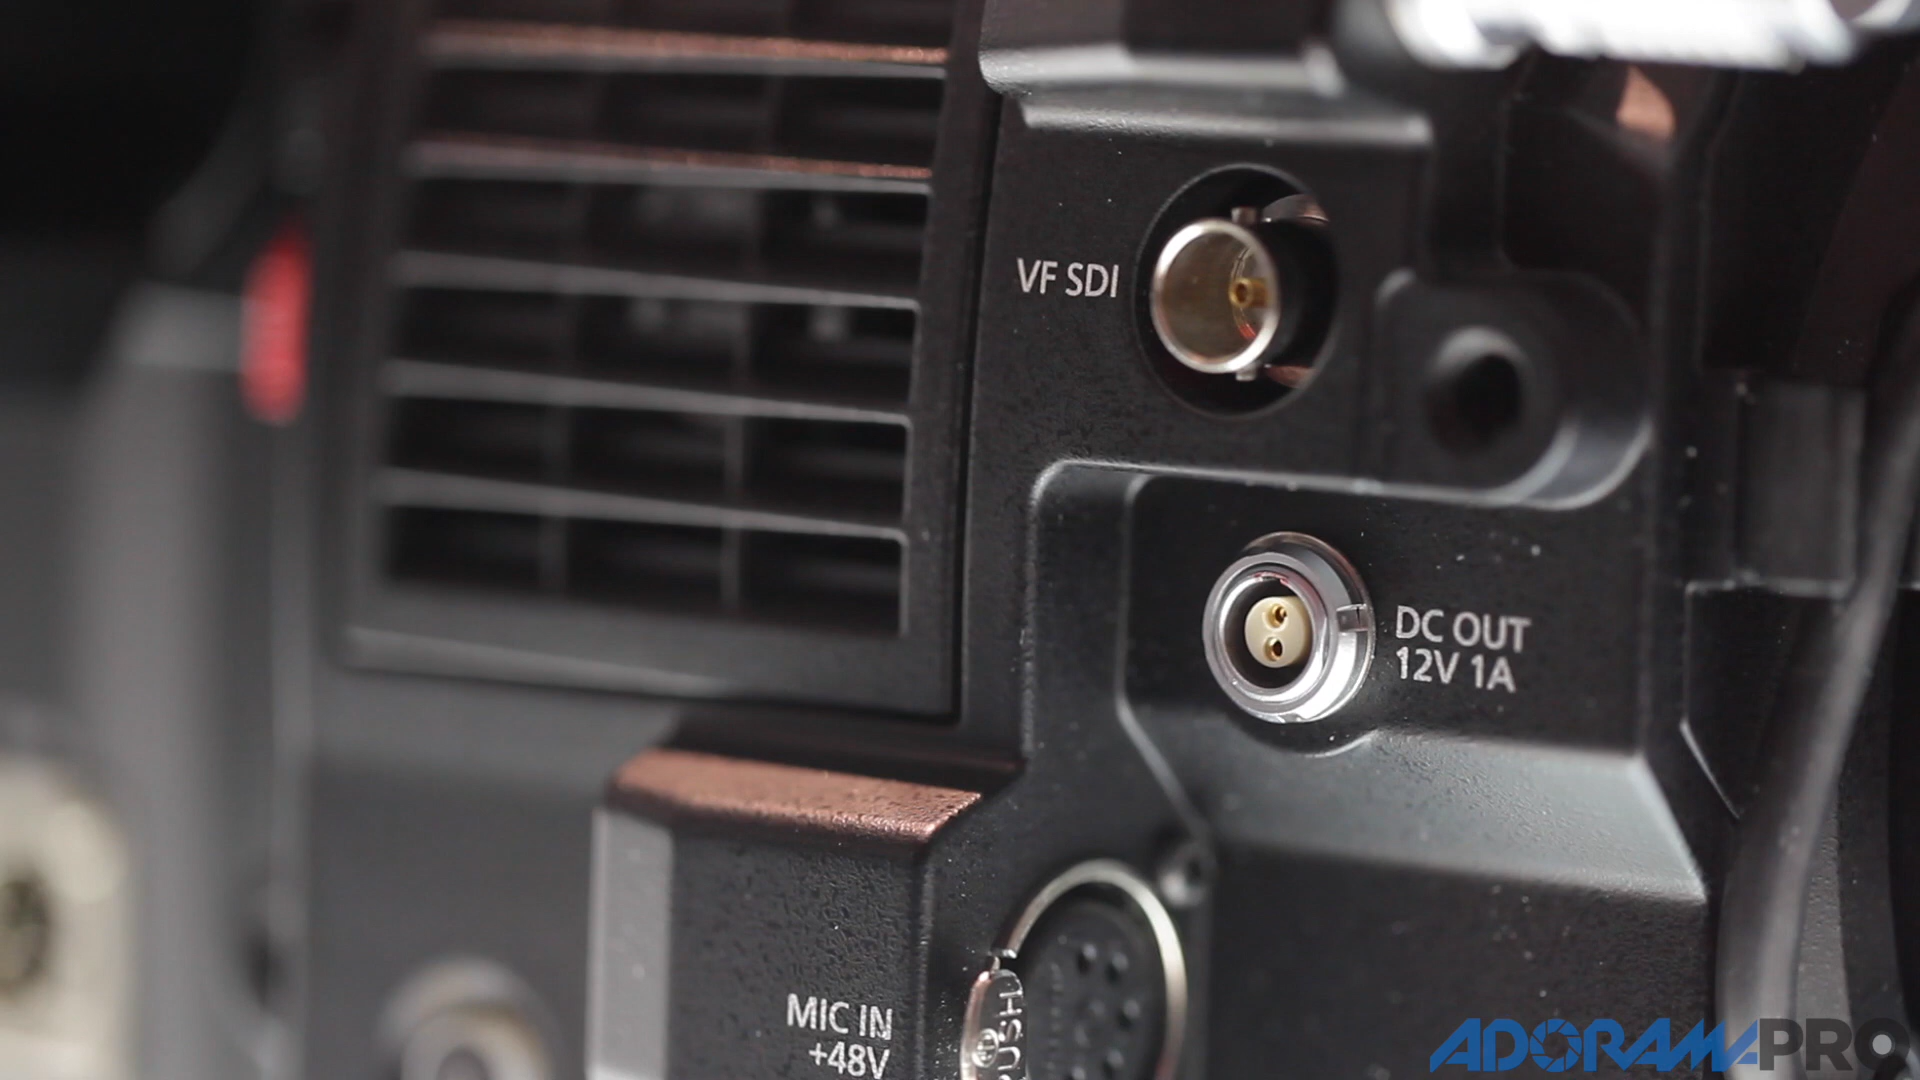 VF SDI
DC OUT
12V 1A
MIC IN
+48V
PUSH
ADORAMAPRO